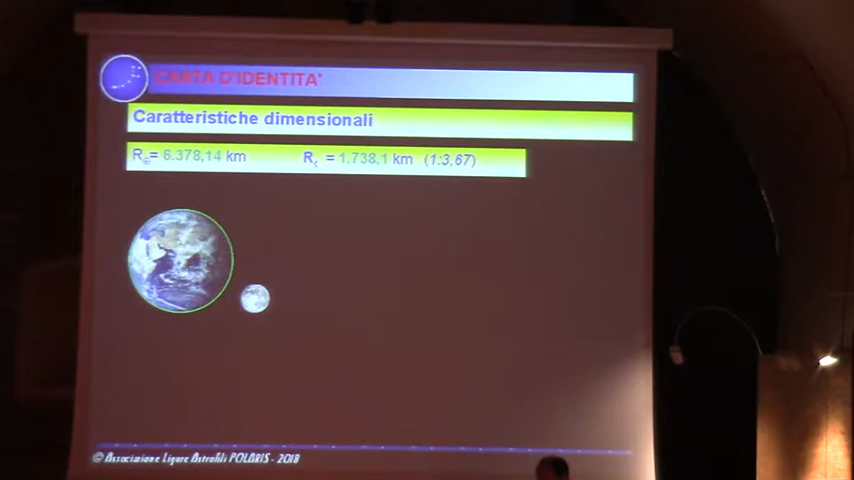 CARTA D'IDENTITA'
Caratteristiche dimensionali
R⊕= 6.378,14 km R☾ = 1.738,1 km (1:3,67)
© Associazione Ligure Astrofili POLARIS - 2018